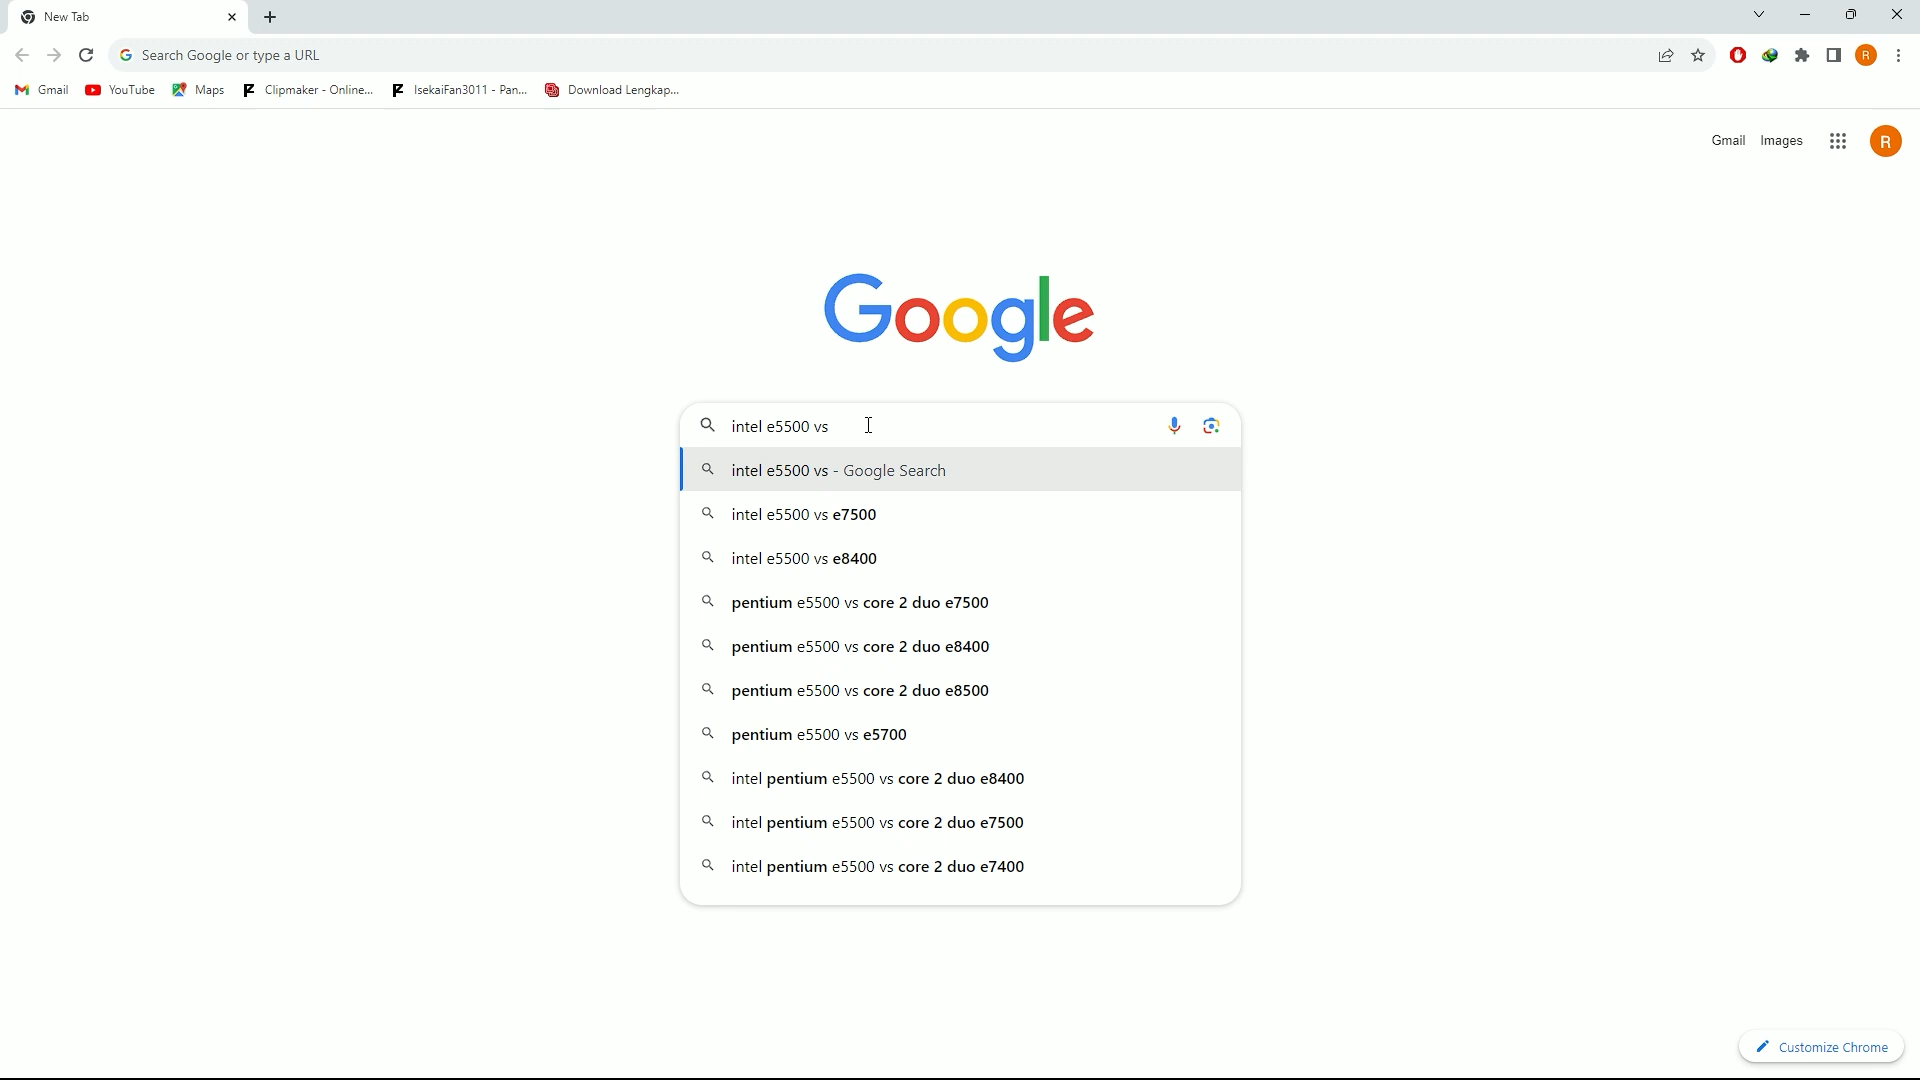 New Tab
Search Google or type a URL
R
Gmail
YouTube
Maps
Clipmaker - Online...
IsekaiFan3011 - Pan...
Download Lengkap...
Gmail
Images
R
Google
intel e5500 vs
intel e5500 vs - Google Search
intel e5500 vs e7500
intel e5500 vs e8400
pentium e5500 vs core 2 duo e7500
pentium e5500 vs core 2 duo e8400
pentium e5500 vs core 2 duo e8500
pentium e5500 vs e5700
intel pentium e5500 vs core 2 duo e8400
intel pentium e5500 vs core 2 duo e7500
intel pentium e5500 vs core 2 duo e7400
Customize Chrome